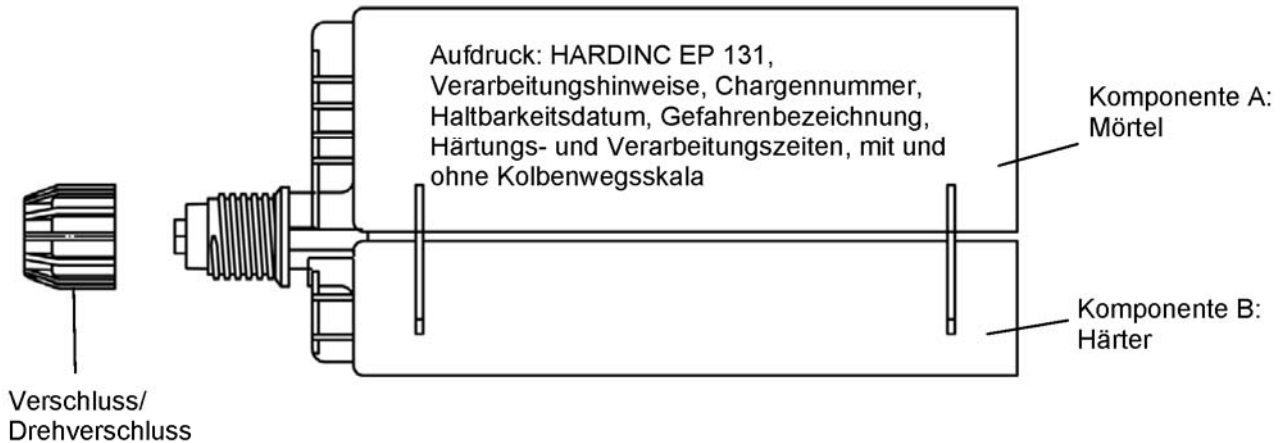 Aufdruck: HARDINC EP 131,
Verarbeitungshinweise, Chargennummer,
Haltbarkeitsdatum, Gefahrenbezeichnung,
Härtungs- und Verarbeitungszeiten, mit und
ohne Kolbenwegsskala
Komponente A:
Mörtel
Komponente B:
Härter
Verschluss/
Drehverschluss